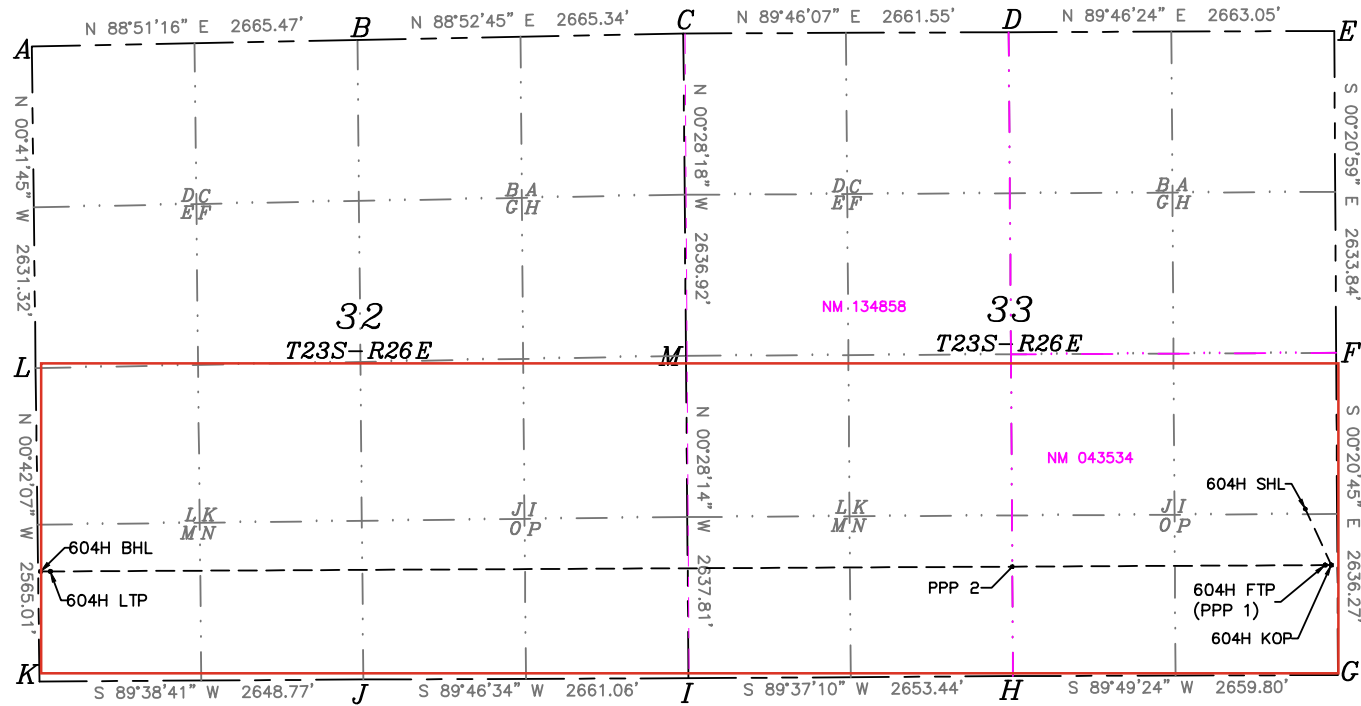 N 88°51'16" E 2665.47'
N 88°52'45" E 2665.34'
N 89°46'07" E 2661.55'
N 89°46'24" E 2663.05'
A
B
C
D
E
N 00°41'45" W 2631.32'
N 00°28'18" W 2636.92'
S 00°20'59" E 2633.84'
D C
E F
B A
G H
D C
E F
B A
G H
NM 134858
32
T23S-R26E
33
T23S-R26E
L
M
F
N 00°42'07" W 2565.01'
N 00°28'14" W 2637.81'
S 00°20'45" E 2636.27'
NM 043534
604H SHL
L K
M N
J I
O P
L K
M N
J I
O P
604H BHL
604H LTP
PPP 2
604H FTP
(PPP 1)
604H KOP
K
J
I
H
G
S 89°38'41" W 2648.77'
S 89°46'34" W 2661.06'
S 89°37'10" W 2653.44'
S 89°49'24" W 2659.80'